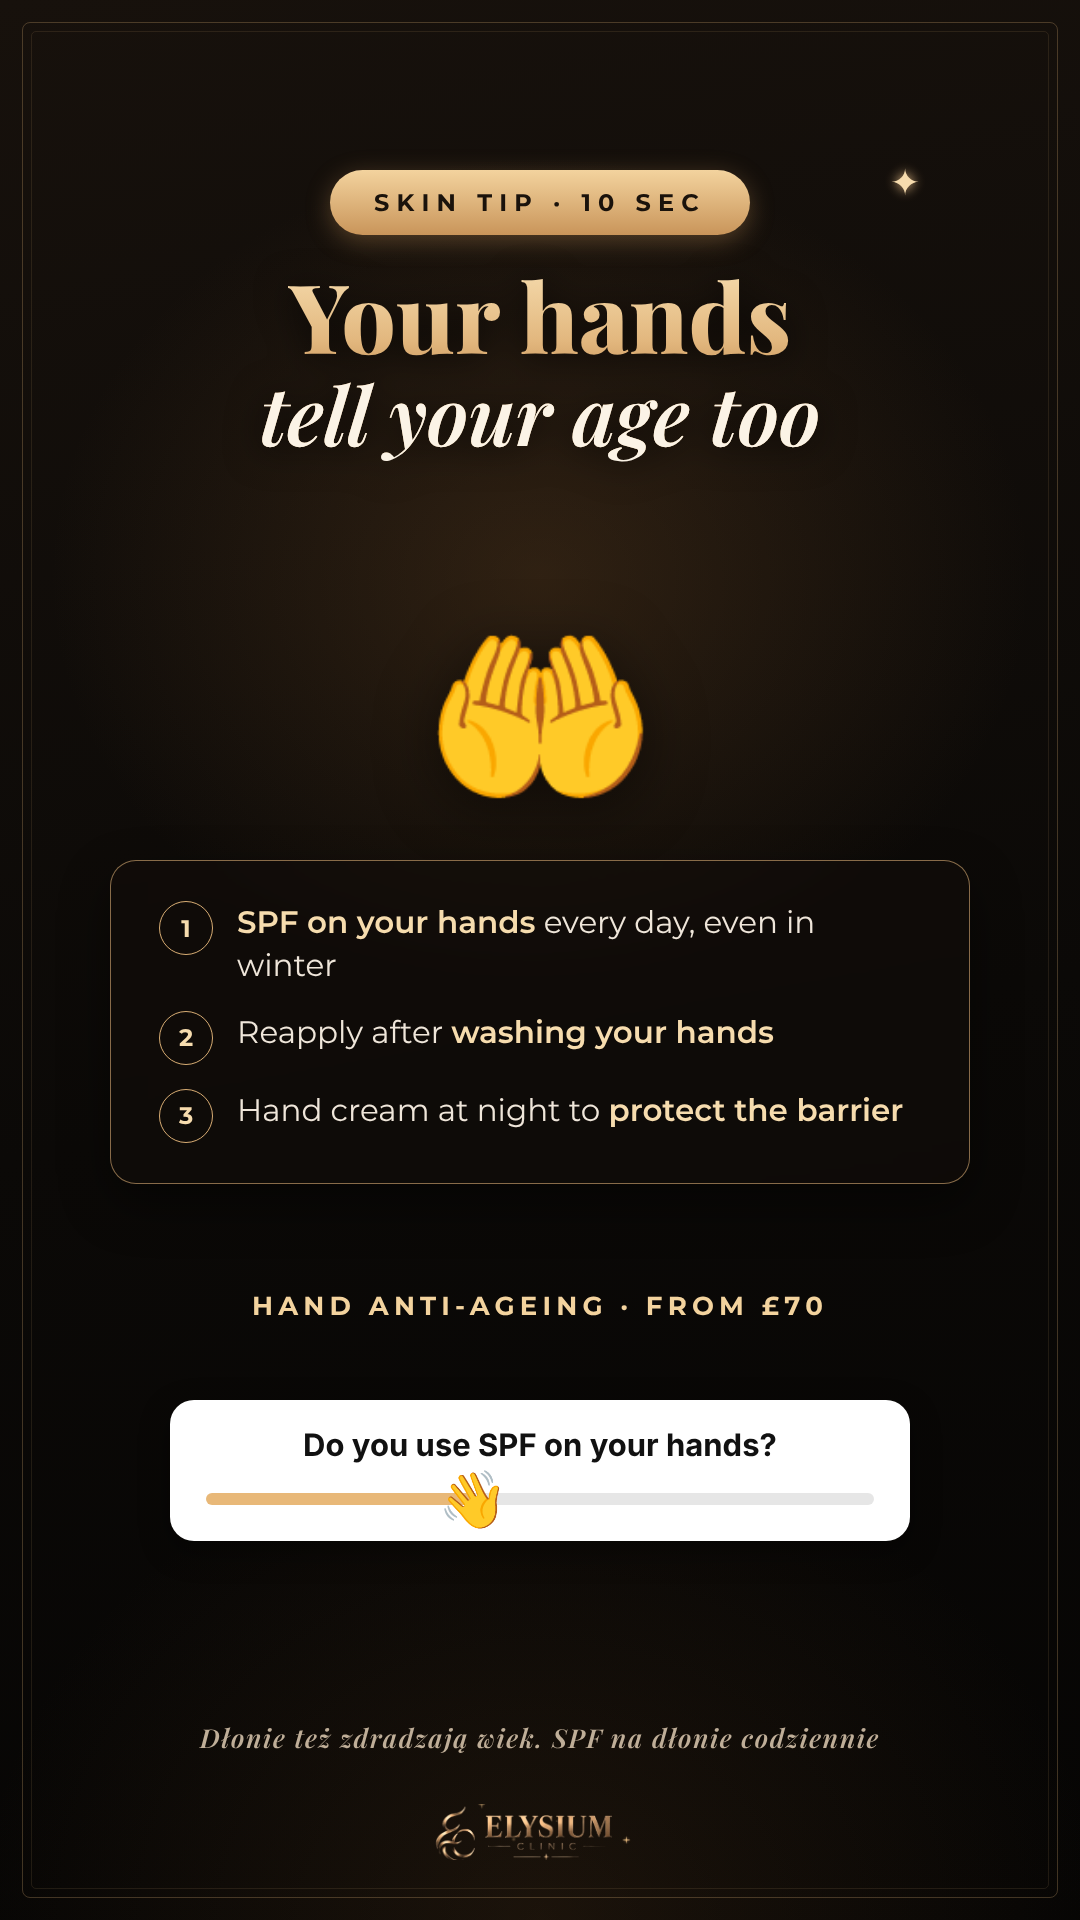 SKIN TIP · 10 SEC
Your hands
tell your age too
1 SPF on your hands every day, even in
winter
2 Reapply after washing your hands
3 Hand cream at night to protect the barrier
HAND ANTI-AGEING · FROM £70
Do you use SPF on your hands?
Dłonie też zdradzają wiek. SPF na dłonie codziennie
ELYSIUM
CLINIC